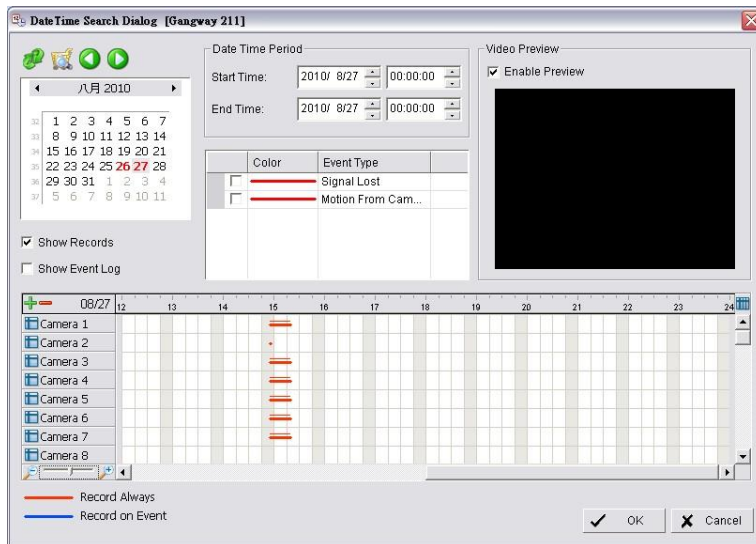 DateTime Search Dialog [Gangway 211]
八月 2010
32 1 2 3 4 5 6 7
33 8 9 10 11 12 13 14
34 15 16 17 18 19 20 21
35 22 23 24 25 26 27 28
36 29 30 31 1 2 3 4
37 5 6 7 8 9 10 11
Show Records
Show Event Log
Date Time Period
Start Time: 2010/ 8/27 00:00:00
End Time: 2010/ 8/27 00:00:00
Color Event Type
Signal Lost
Motion From Cam...
Video Preview
Enable Preview
08/27 12 13 14 15 16 17 18 19 20 21 22 23 24
Camera 1
Camera 2
Camera 3
Camera 4
Camera 5
Camera 6
Camera 7
Camera 8
Record Always
Record on Event
OK Cancel